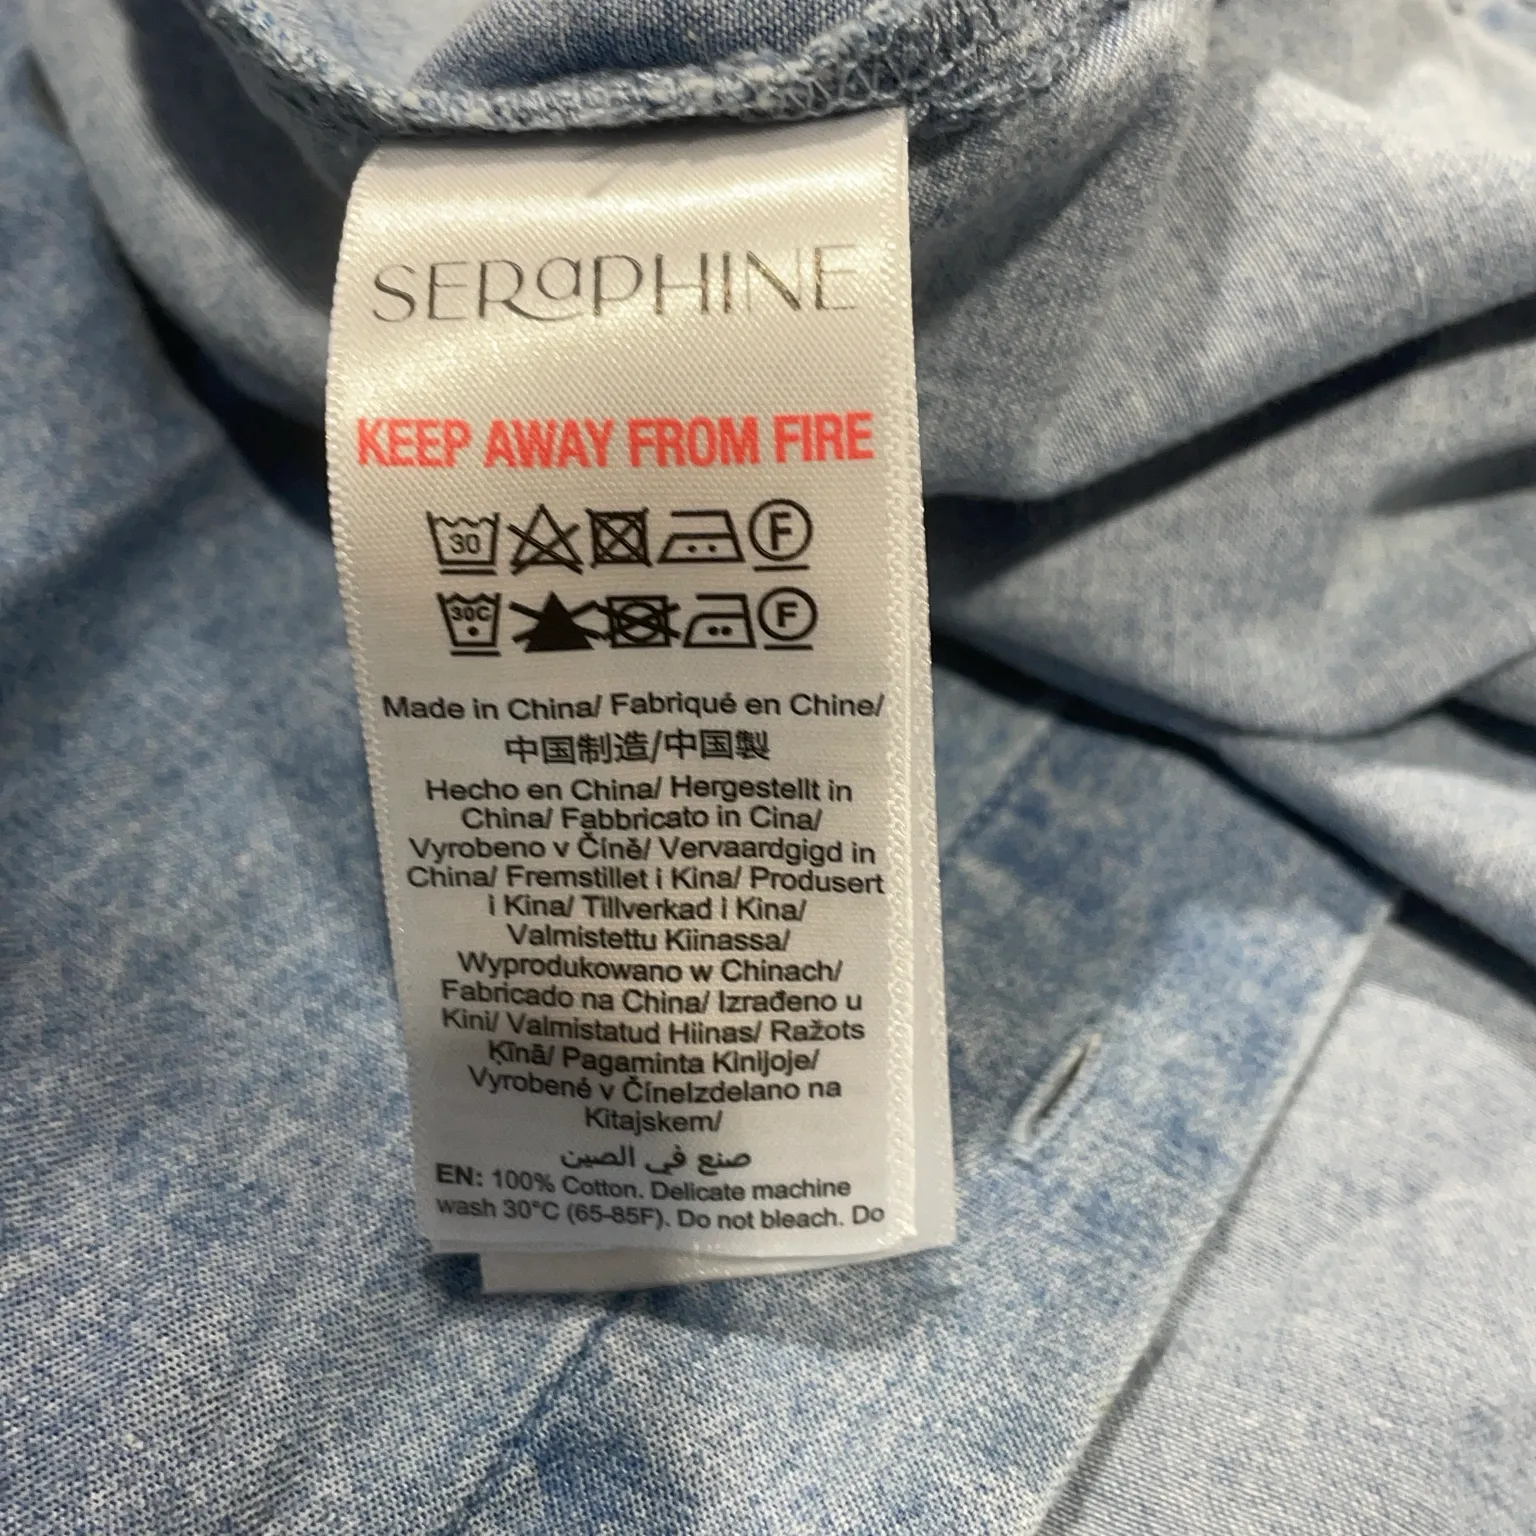 SERaPHINE
KEEP AWAY FROM FIRE
30 F
30C F
Made in China/ Fabriqué en Chine/
中国制造/中国製
Hecho en China/ Hergestellt in
China/ Fabbricato in Cina/
Vyrobeno v Číně/ Vervaardgigd in
China/ Fremstillet i Kina/ Produsert
i Kina/ Tillverkad i Kina/
Valmistettu Kiinassa/
Wyprodukowano w Chinach/
Fabricado na China/ Izrađeno u
Kini/ Valmistatud Hiinas/ Ražots
Ķīnā/ Pagaminta Kinijoje/
Vyrobené v ČíneIzdelano na
Kitajskem/
صنع في الصين
EN: 100% Cotton. Delicate machine
wash 30°C (65-85F). Do not bleach. Do